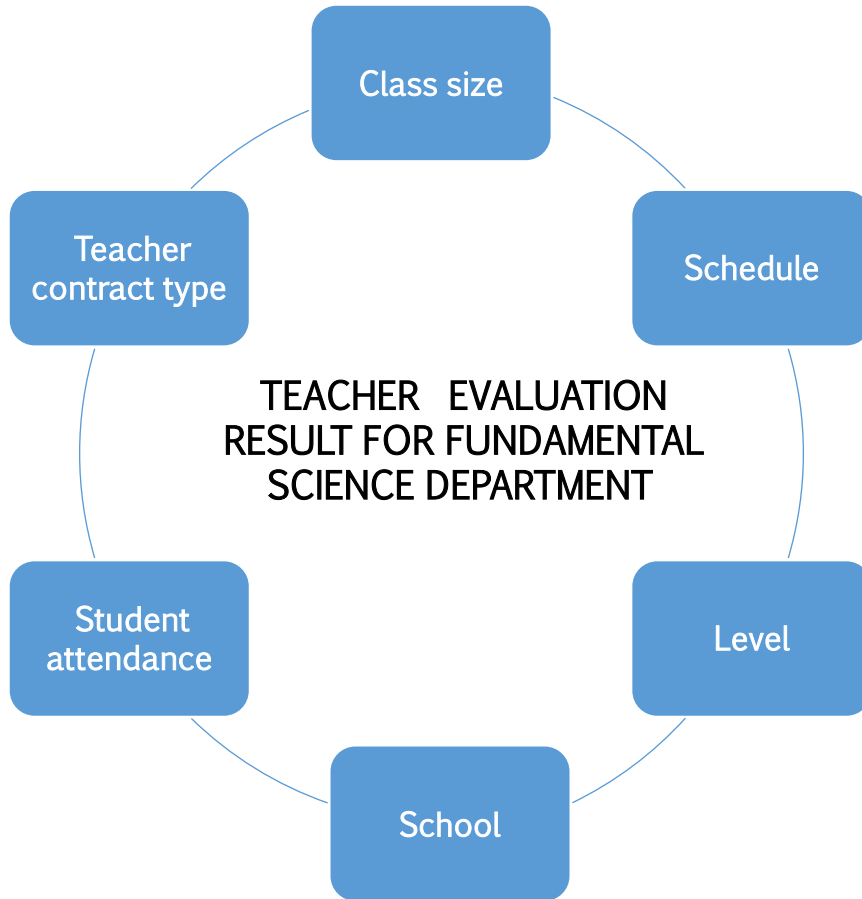 Class size
Teacher
contract type
Schedule
TEACHER EVALUATION
RESULT FOR FUNDAMENTAL
SCIENCE DEPARTMENT
Student
attendance
Level
School